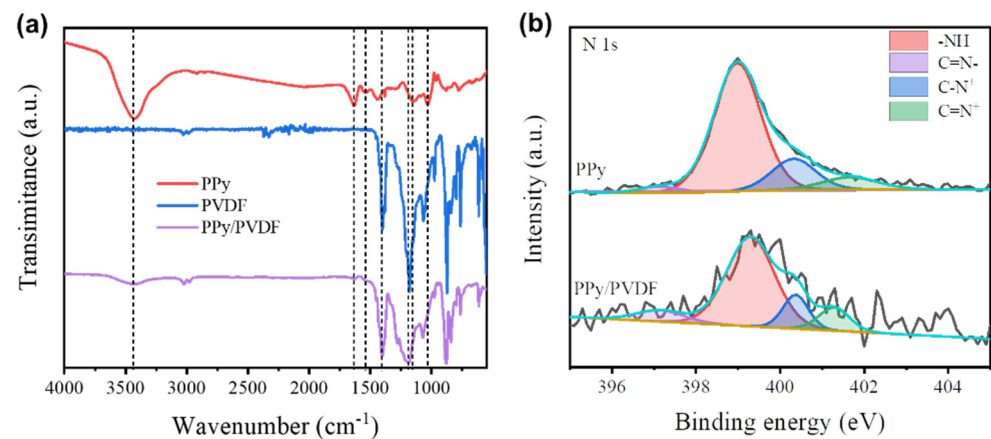 (a)
Transimitance (a.u.)
PPy
PVDF
PPy/PVDF
4000 3500 3000 2500 2000 1500 1000
Wavenumber (cm⁻¹)
(b)
N 1s
-NH
C=N-
C-N⁺
C=N⁺
Intensity (a.u.)
PPy
PPy/PVDF
396 398 400 402 404
Binding energy (eV)